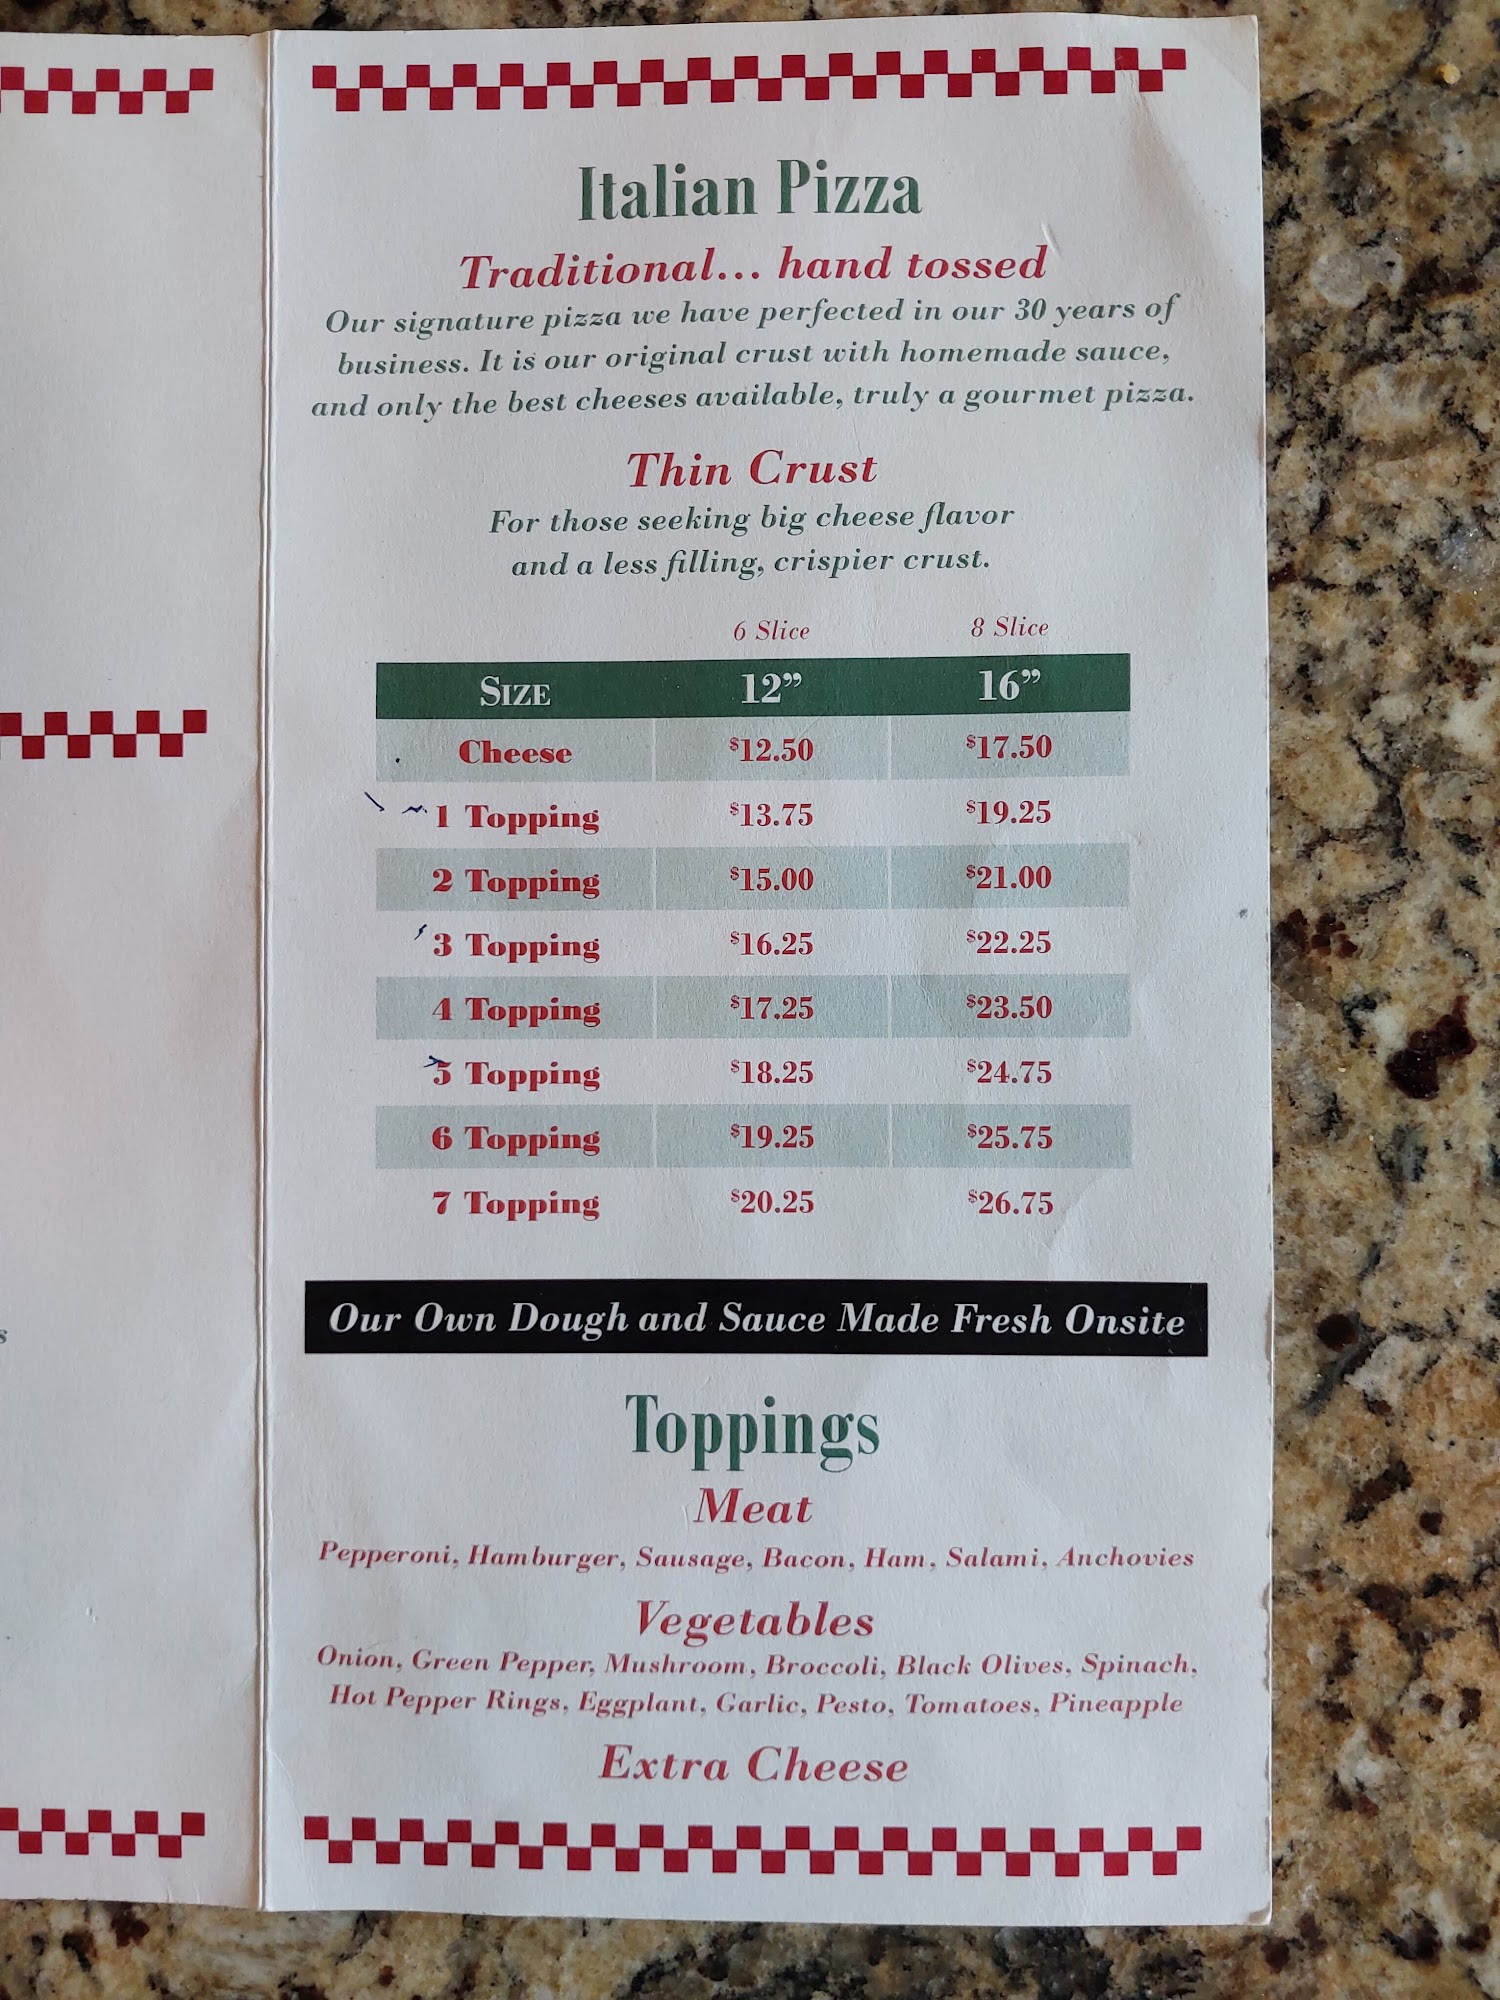 Italian Pizza
Traditional... hand tossed
Our signature pizza we have perfected in our 30 years of
business. It is our original crust with homemade sauce,
and only the best cheeses available, truly a gourmet pizza.
Thin Crust
For those seeking big cheese flavor
and a less filling, crispier crust.
6 Slice 8 Slice
SIZE 12” 16”
Cheese $12.50 $17.50
1 Topping $13.75 $19.25
2 Topping $15.00 $21.00
3 Topping $16.25 $22.25
4 Topping $17.25 $23.50
5 Topping $18.25 $24.75
6 Topping $19.25 $25.75
7 Topping $20.25 $26.75
Our Own Dough and Sauce Made Fresh Onsite
Toppings
Meat
Pepperoni, Hamburger, Sausage, Bacon, Ham, Salami, Anchovies
Vegetables
Onion, Green Pepper, Mushroom, Broccoli, Black Olives, Spinach,
Hot Pepper Rings, Eggplant, Garlic, Pesto, Tomatoes, Pineapple
Extra Cheese